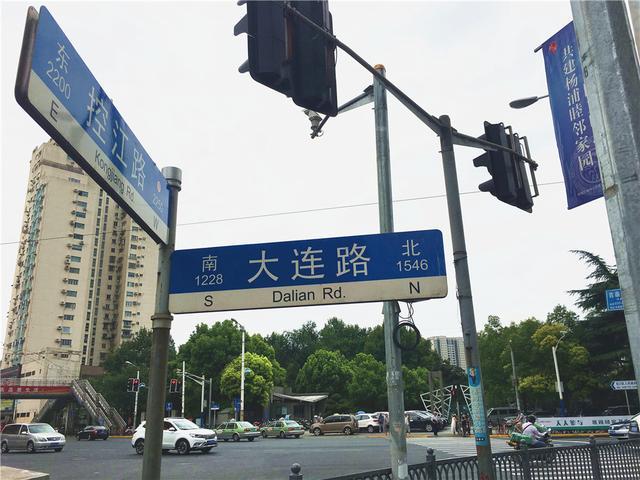 东
2200
E
控江路
Kongjiang Rd.
W
南
1228
S
大连路
Dalian Rd.
北
1546
N
共建杨浦睦邻家园